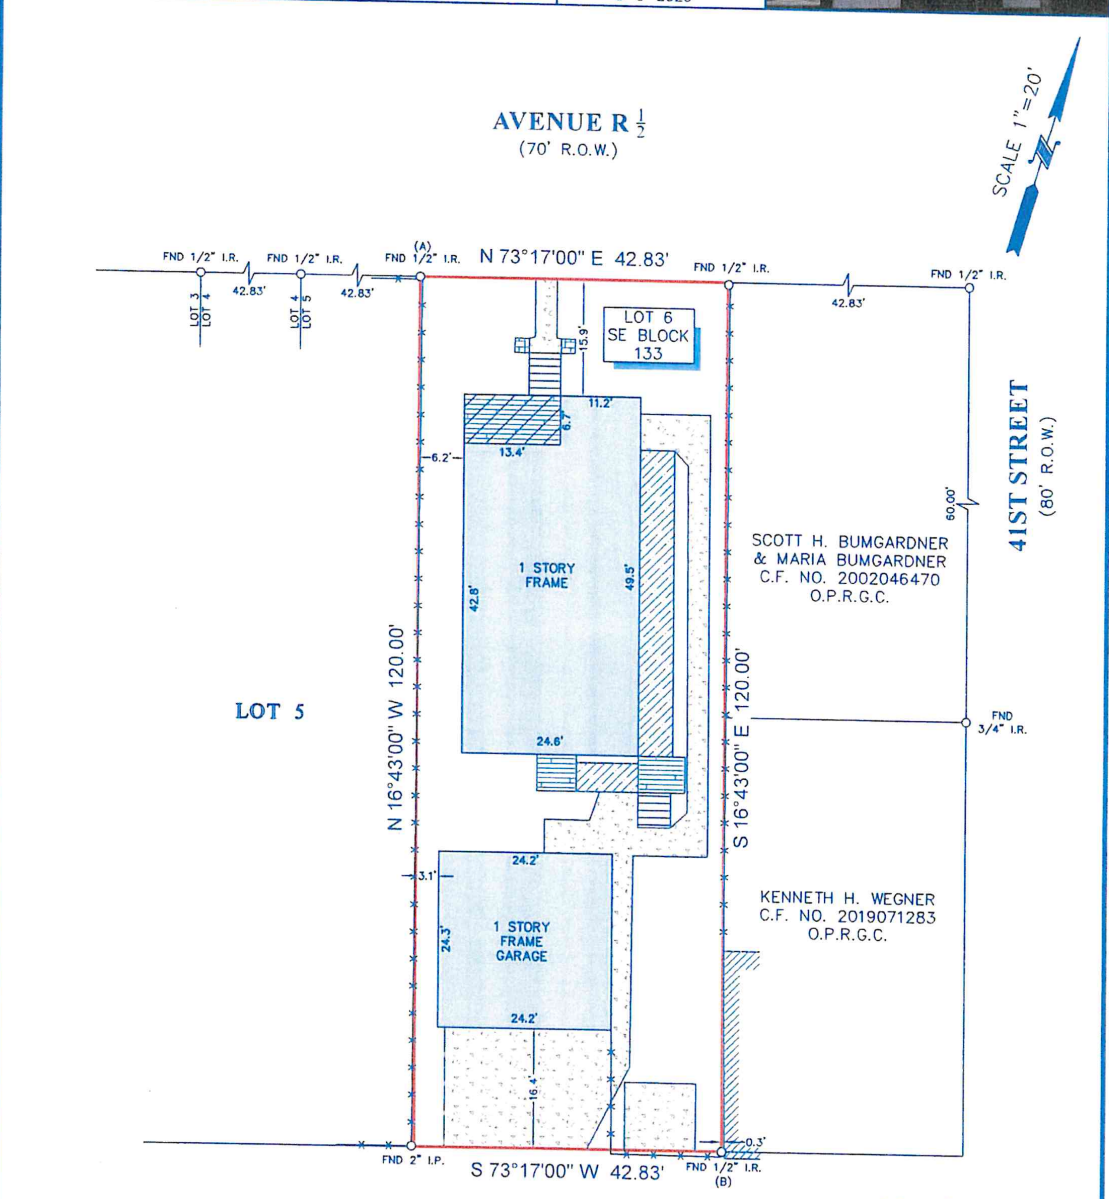 AVENUE R 1/2
(70' R.O.W.)
SCALE 1"=20'
(A)
FND 1/2" I.R.
FND 1/2" I.R.
FND 1/2" I.R.
N 73°17'00" E 42.83'
FND 1/2" I.R.
FND 1/2" I.R.
42.83'
42.83'
42.83'
LOT 3
LOT 4
LOT 4
LOT 5
LOT 6
SE BLOCK
133
15.9'
11.2'
6.7'
13.4'
6.2'
41ST STREET
(80' R.O.W.)
60.00'
SCOTT H. BUMGARDNER
& MARIA BUMGARDNER
C.F. NO. 2002046470
O.P.R.G.C.
1 STORY
FRAME
49.5'
42.8'
N 16°43'00" W 120.00'
S 16°43'00" E 120.00'
LOT 5
FND
3/4" I.R.
24.6'
24.2'
3.1'
KENNETH H. WEGNER
C.F. NO. 2019071283
O.P.R.G.C.
1 STORY
FRAME
GARAGE
24.3'
24.2'
16.4'
0.3'
FND 2" I.P.
S 73°17'00" W 42.83'
FND 1/2" I.R.
(B)